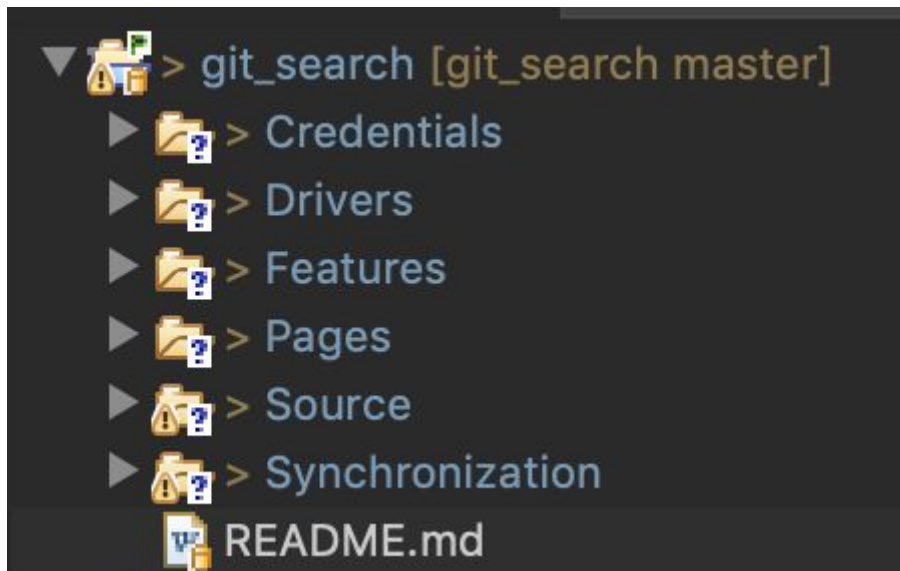 > git_search [git_search master]
> Credentials
> Drivers
> Features
> Pages
> Source
> Synchronization
README.md